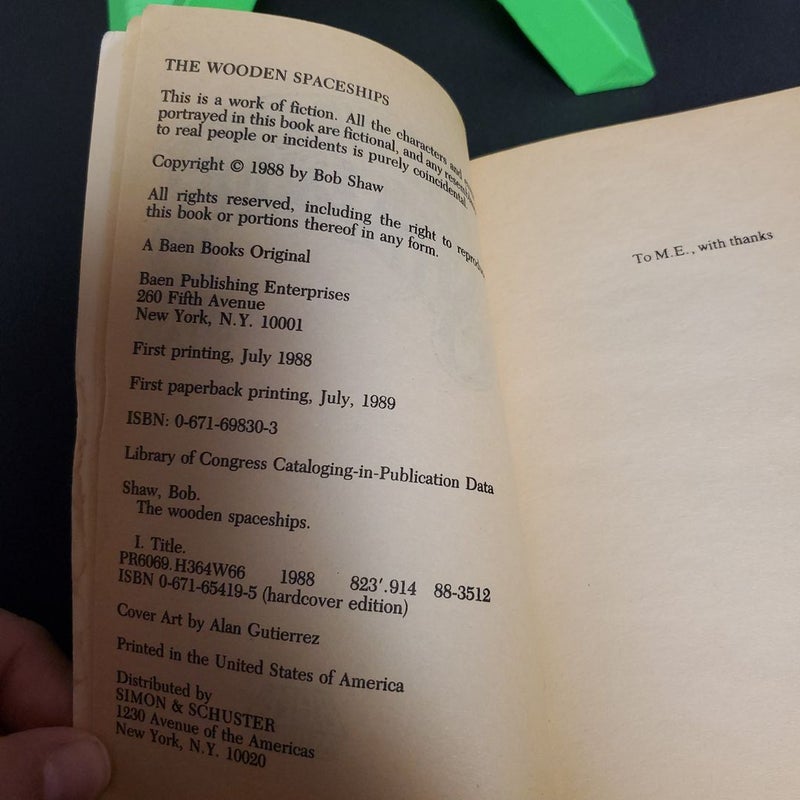 THE WOODEN SPACESHIPS
This is a work of fiction. All the characters and
portrayed in this book are fictional, and any
to real people or incidents is purely coincidental.
Copyright © 1988 by Bob Shaw
All rights reserved, including the right to
this book or portions thereof in any form.
A Baen Books Original
Baen Publishing Enterprises
260 Fifth Avenue
New York, N.Y. 10001
First printing, July 1988
First paperback printing, July, 1989
ISBN: 0-671-69830-3
Library of Congress Cataloging-in-Publication Data
Shaw, Bob.
The wooden spaceships.
I. Title.
PR6069.H364W66 1988 823'.914 88-3512
ISBN 0-671-65419-5 (hardcover edition)
Cover Art by Alan Gutierrez
Printed in the United States of America
Distributed by
SIMON & SCHUSTER
1230 Avenue of the Americas
New York, N.Y. 10020
To M.E., with thanks